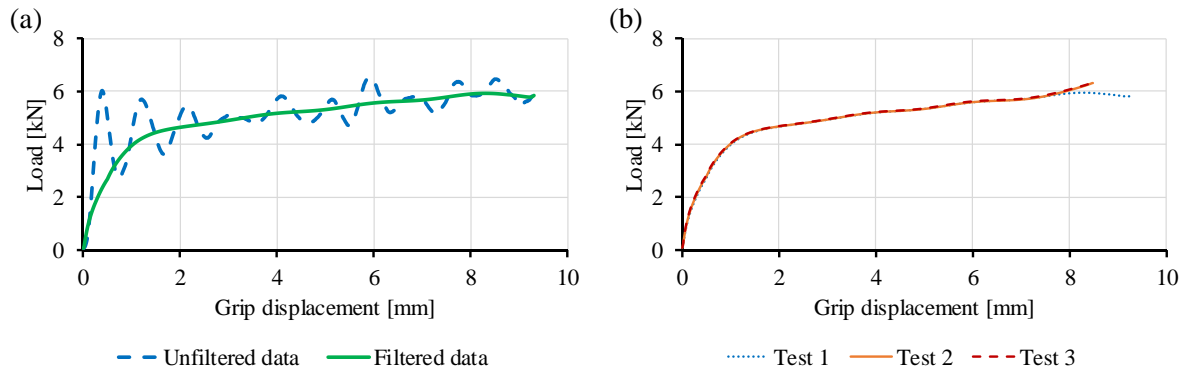 (a)
8
6
4
2
0
Load [kN]
0 2 4 6 8 10
Grip displacement [mm]
Unfiltered data Filtered data
(b)
8
6
4
2
0
Load [kN]
0 2 4 6 8 10
Grip displacement [mm]
Test 1 Test 2 Test 3